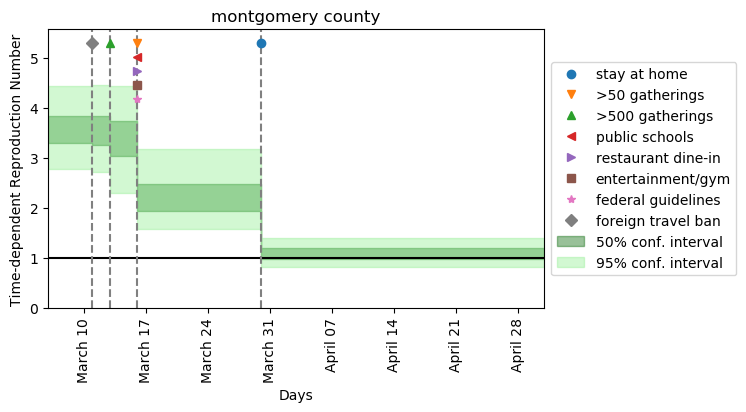 montgomery county
Time-dependent Reproduction Number
5
4
3
2
1
0
March 10
March 17
March 24
March 31
April 07
April 14
April 21
April 28
Days
stay at home
>50 gatherings
>500 gatherings
public schools
restaurant dine-in
entertainment/gym
federal guidelines
foreign travel ban
50% conf. interval
95% conf. interval